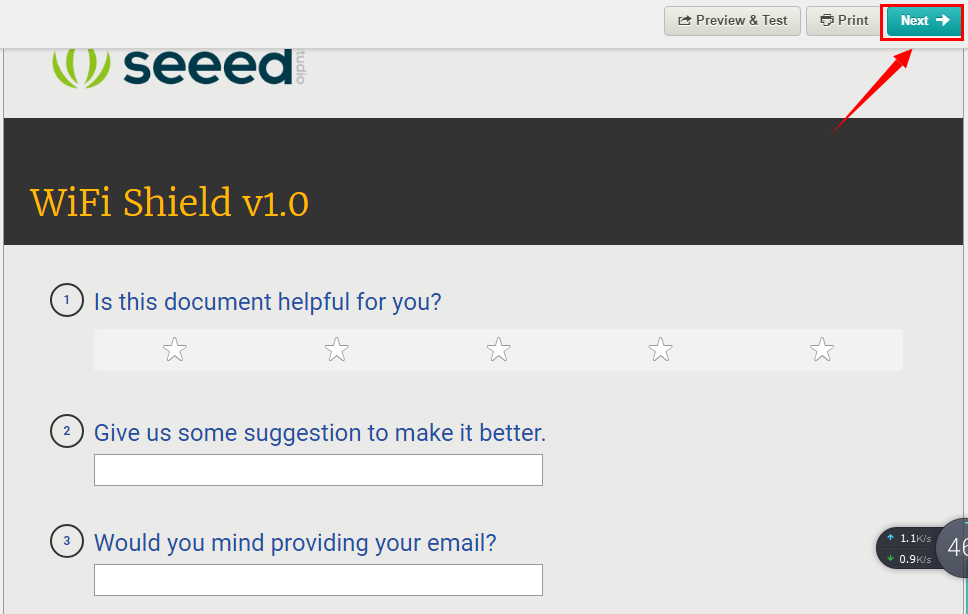 Preview & Test
Print
Next
seeed
studio
WiFi Shield v1.0
1
Is this document helpful for you?
2
Give us some suggestion to make it better.
3
Would you mind providing your email?
1.1K/s
0.9K/s
46